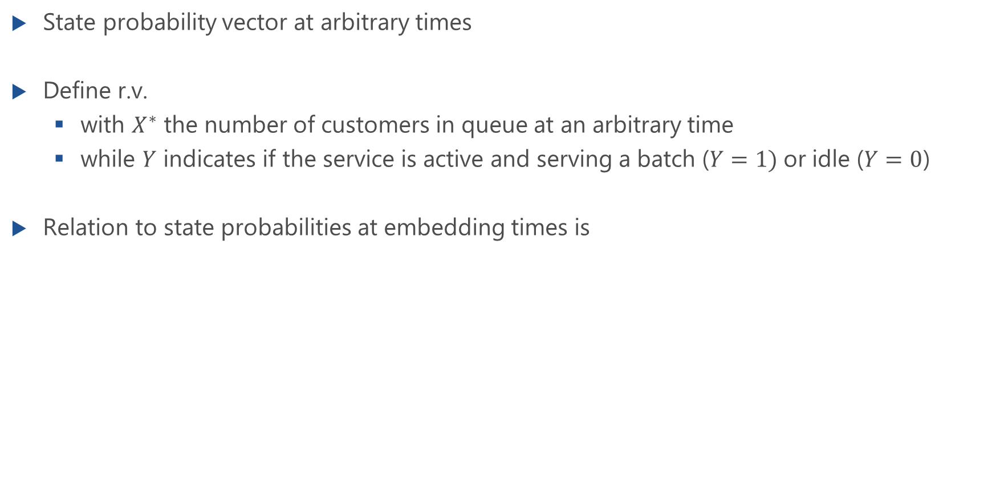 State probability vector at arbitrary times
Define r.v.
with X* the number of customers in queue at an arbitrary time
while Y indicates if the service is active and serving a batch (Y = 1) or idle (Y = 0)
Relation to state probabilities at embedding times is